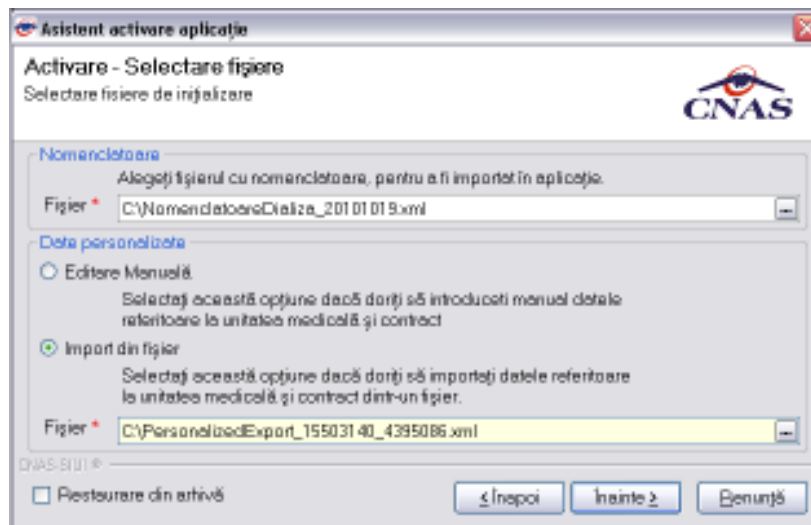 Asistent activare aplicație
Activare - Selectare fișiere
Selectare fisiere de inițializare
CNAS
Nomenclatoare
Alegeți fișierul cu nomenclatoare, pentru a fi importat în aplicație.
Fișier * C:\NomenclatoareDializa_20101019.xml ...
Date personalizate
Editare Manuală
Selectați această opțiune dacă doriți să introduceti manual datele
referitoare la unitatea medicală și contract
Import din fișier
Selectați această opțiune dacă doriți să importați datele referitoare
la unitatea medicală și contract dintr-un fișier.
Fișier * C:\PersonalizedExport_15503140_4395086.xml ...
CNAS-SIUI ®
Restaurare din arhivă < Înapoi Înainte > Renunță